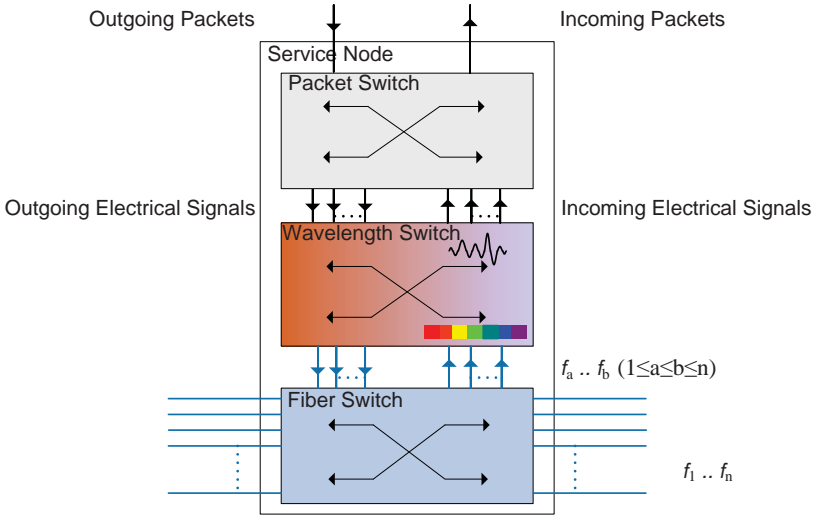 Outgoing Packets
Incoming Packets
Service Node
Packet Switch
Outgoing Electrical Signals
Incoming Electrical Signals
Wavelength Switch
fa .. fb (1≤a≤b≤n)
Fiber Switch
f1 .. fn